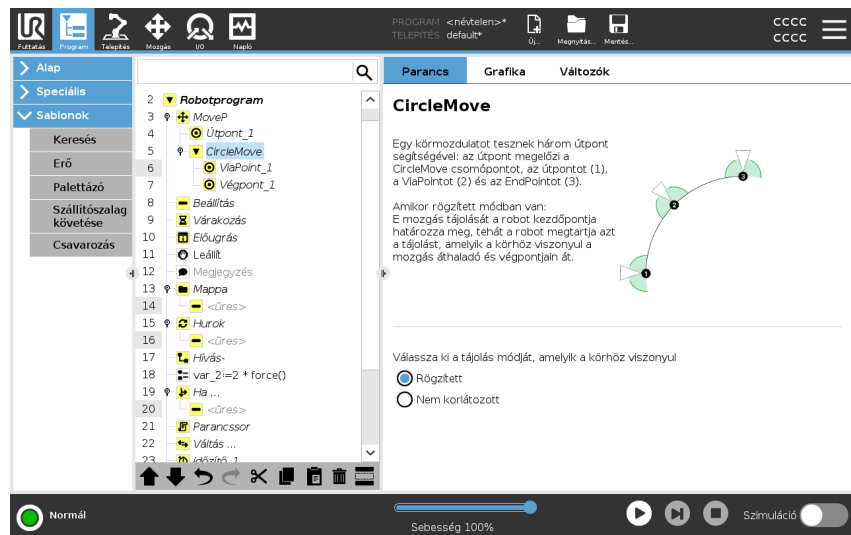 PROGRAM <névtelen>*
TELEPÍTÉS default*
Futtatás
Program
Telepítés
Mozgás
I/O
Napló
Új...
Megnyitás...
Mentés...
cccc
cccc
Alap
Speciális
Sablonok
Keresés
Erő
Palettázó
Szállítószalag
követése
Csavarozás
2 Robotprogram
3 MoveP
4 Útpont_1
5 CircleMove
6 ViaPoint_1
7 Végpont_1
8 Beállítás
9 Várakozás
10 Előugrás
11 Leállít
12 Megjegyzés
13 Mappa
14 <üres>
15 Hurok
16 <üres>
17 Hívás-
18 var_2:=2 * force()
19 Ha ...
20 <üres>
21 Parancssor
22 Váltás ...
23 időzítő_1
Parancs
Grafika
Változók
CircleMove
Egy körmozdulatot tesznek három útpont
segítségével: az útpont megelőzi a
CircleMove csomópontot, az útpontot (1),
a ViaPointot (2) és az EndPointot (3).
Amikor rögzített módban van:
E mozgás tájolását a robot kezdőpontja
határozza meg, tehát a robot megtartja azt
a tájolást, amelyik a körhöz viszonyul a
mozgás áthaladó és végpontjain át.
3
2
1
Válassza ki a tájolás módját, amelyik a körhöz viszonyul
Rögzített
Nem korlátozott
Normál
Sebesség 100%
Szimuláció